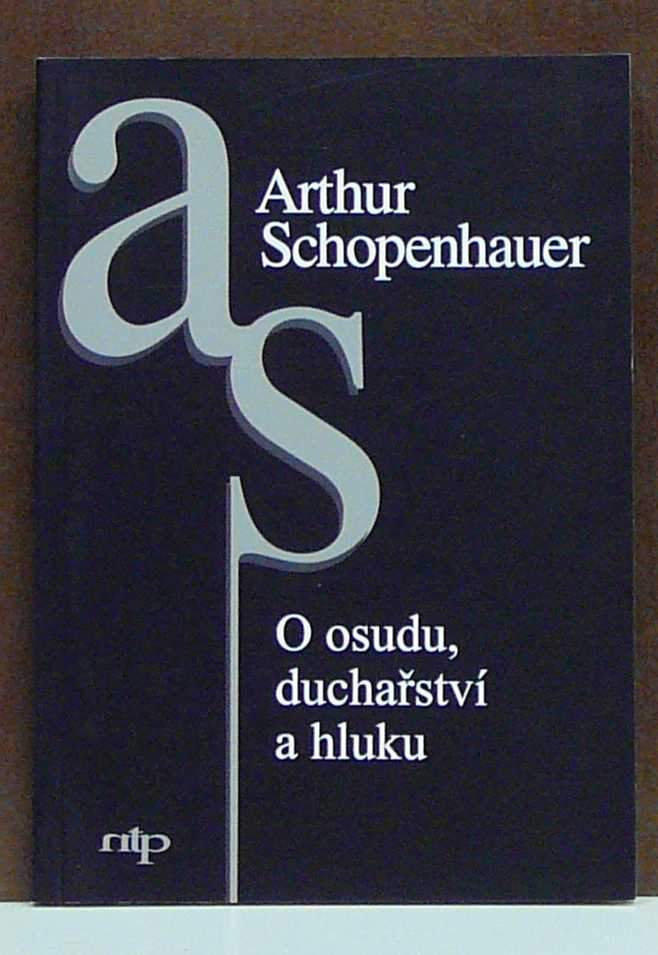 as
Arthur
Schopenhauer
O osudu,
duchařství
a hluku
ntp